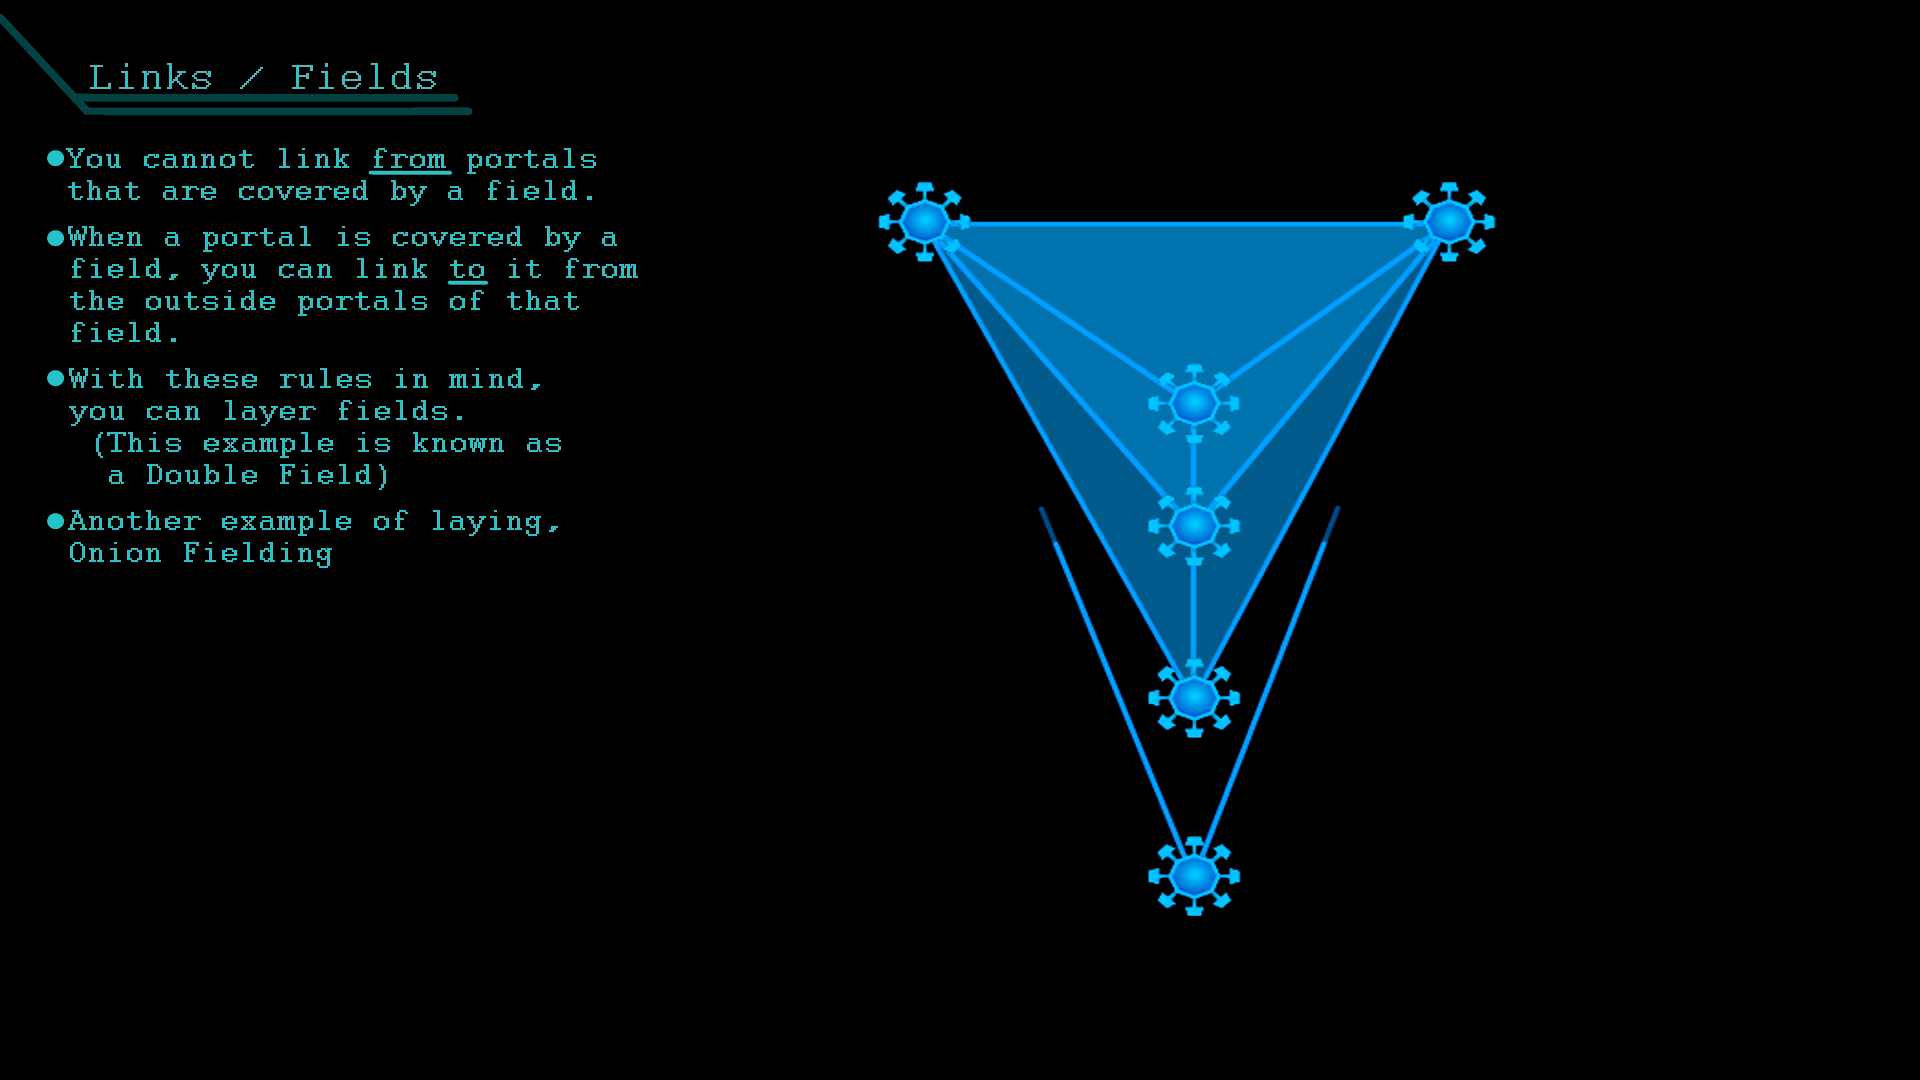 Links / Fields
●You cannot link from portals
that are covered by a field.
●When a portal is covered by a
field, you can link to it from
the outside portals of that
field.
●With these rules in mind,
you can layer fields.
(This example is known as
a Double Field)
●Another example of laying,
Onion Fielding